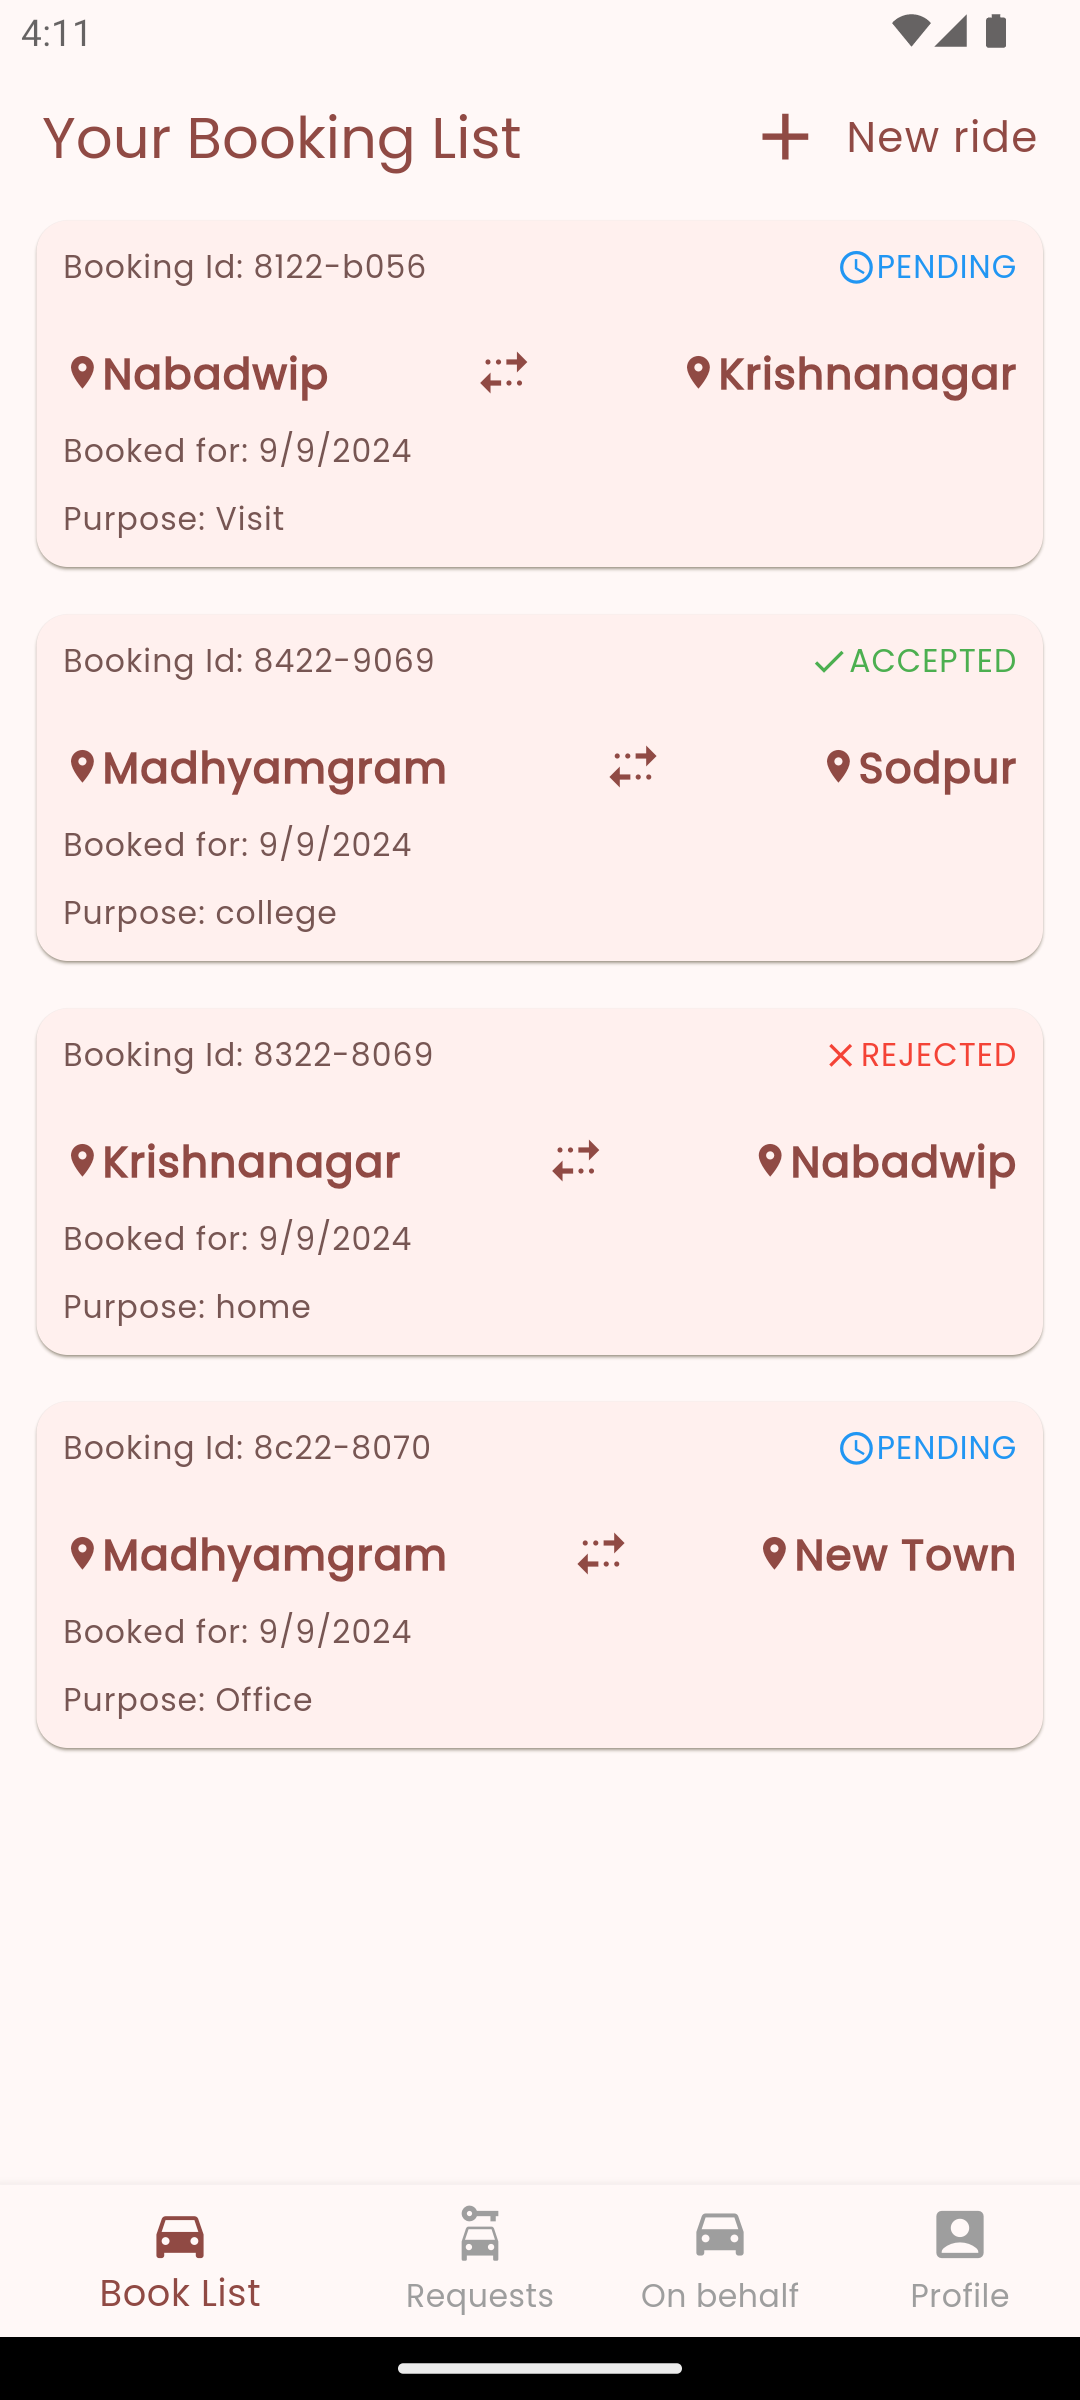 4:11
Your Booking List
New ride
Booking Id: 8122-b056
PENDING
Nabadwip
Krishnanagar
Booked for: 9/9/2024
Purpose: Visit
Booking Id: 8422-9069
ACCEPTED
Madhyamgram
Sodpur
Booked for: 9/9/2024
Purpose: college
Booking Id: 8322-8069
REJECTED
Krishnanagar
Nabadwip
Booked for: 9/9/2024
Purpose: home
Booking Id: 8c22-8070
PENDING
Madhyamgram
New Town
Booked for: 9/9/2024
Purpose: Office
Book List
Requests
On behalf
Profile